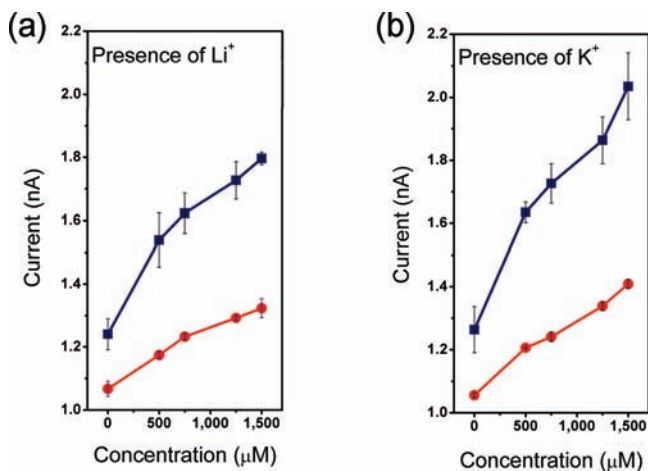 (a)
Presence of Li⁺
Current (nA)
2.2
2.0
1.8
1.6
1.4
1.2
1.0
0 500 1,000 1,500
Concentration (μM)
(b)
Presence of K⁺
Current (nA)
2.2
2.0
1.8
1.6
1.4
1.2
1.0
0 500 1,000 1,500
Concentration (μM)